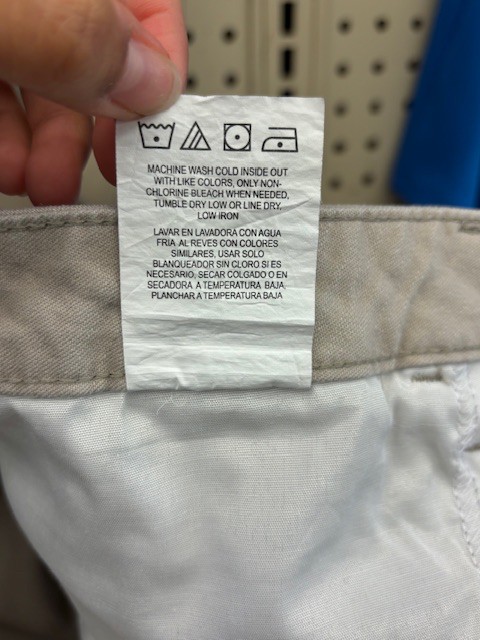 MACHINE WASH COLD INSIDE OUT
WITH LIKE COLORS, ONLY NON-
CHLORINE BLEACH WHEN NEEDED,
TUMBLE DRY LOW OR LINE DRY,
LOW IRON
LAVAR EN LAVADORA CON AGUA
FRIA AL REVES CON COLORES
SIMILARES, USAR SOLO
BLANQUEADOR SIN CLORO SI ES
NECESARIO, SECAR COLGADO O EN
SECADORA A TEMPERATURA BAJA.
PLANCHAR A TEMPERATURA BAJA